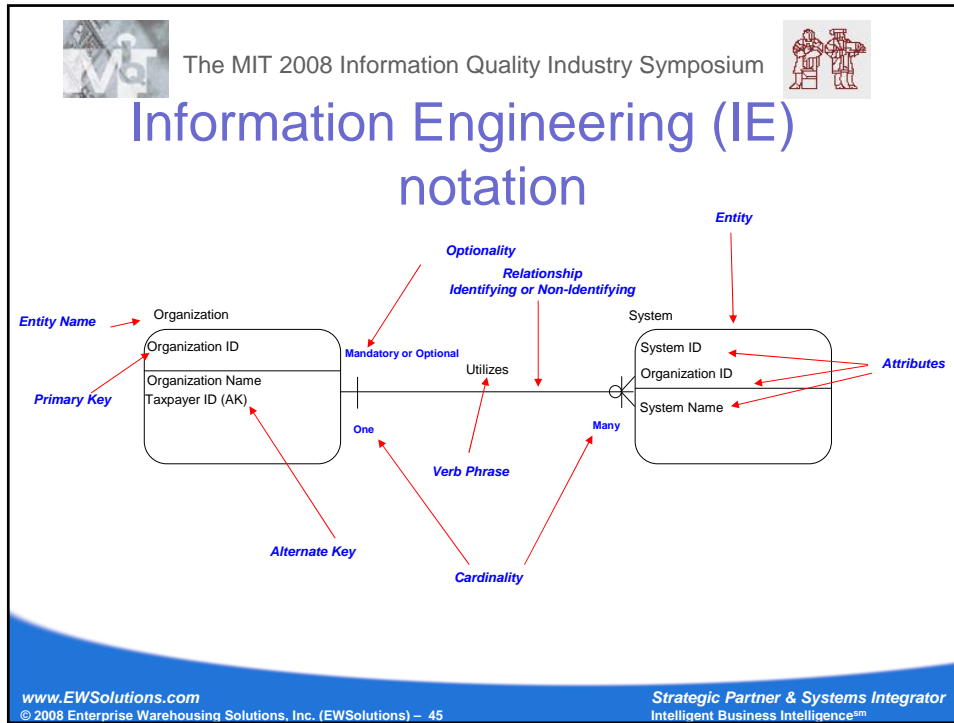 The MIT 2008 Information Quality Industry Symposium
Information Engineering (IE)
notation
Entity
Optionality
Relationship
Identifying or Non-Identifying
Entity Name
Organization
System
Organization ID
Mandatory or Optional
System ID
Utilizes
Organization ID
Attributes
Primary Key
Organization Name
Taxpayer ID (AK)
System Name
One
Many
Verb Phrase
Alternate Key
Cardinality
www.EWSolutions.com
Strategic Partner & Systems Integrator
© 2008 Enterprise Warehousing Solutions, Inc. (EWSolutions) – 45
Intelligent Business Intelligence℠